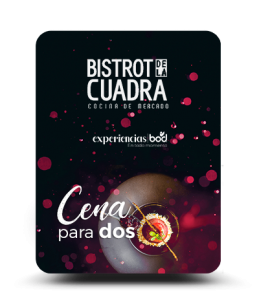 BISTROT DE LA
CUADRA
COCINA DE MERCADO
experiencias bod
Cena
para dos